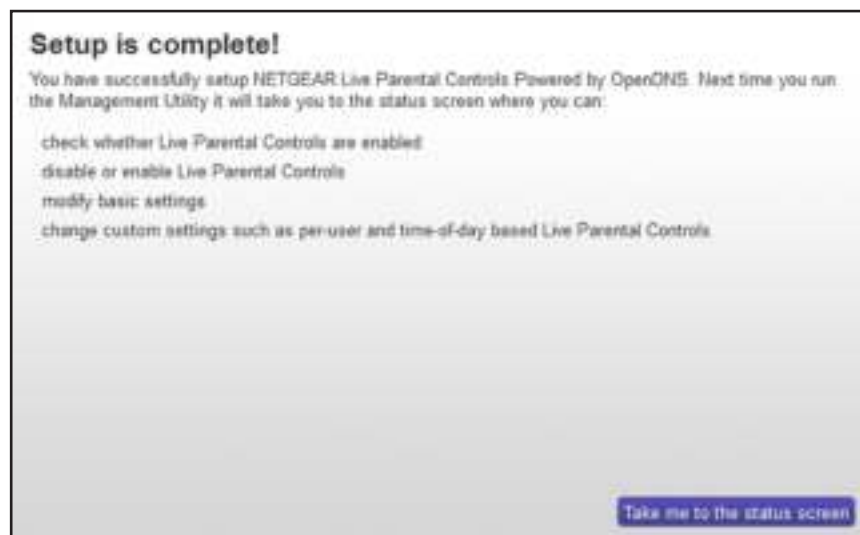 Setup is complete!
You have successfully setup NETGEAR Live Parental Controls Powered by OpenDNS. Next time you run
the Management Utility it will take you to the status screen where you can:
check whether Live Parental Controls are enabled
disable or enable Live Parental Controls
modify basic settings
change custom settings such as per-user and time-of-day based Live Parental Controls
Take me to the status screen